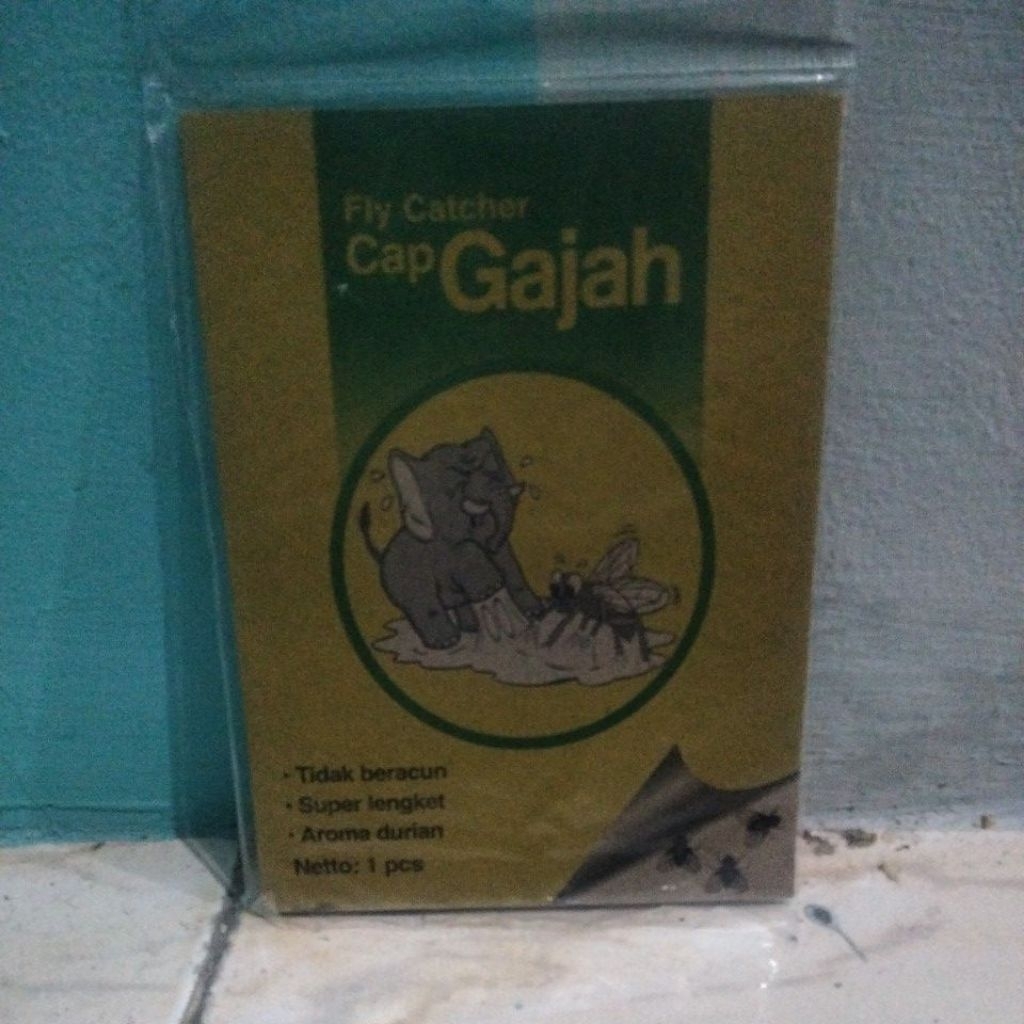 Fly Catcher
Cap Gajah
· Tidak beracun
· Super lengket
· Aroma durian
Netto: 1 pcs